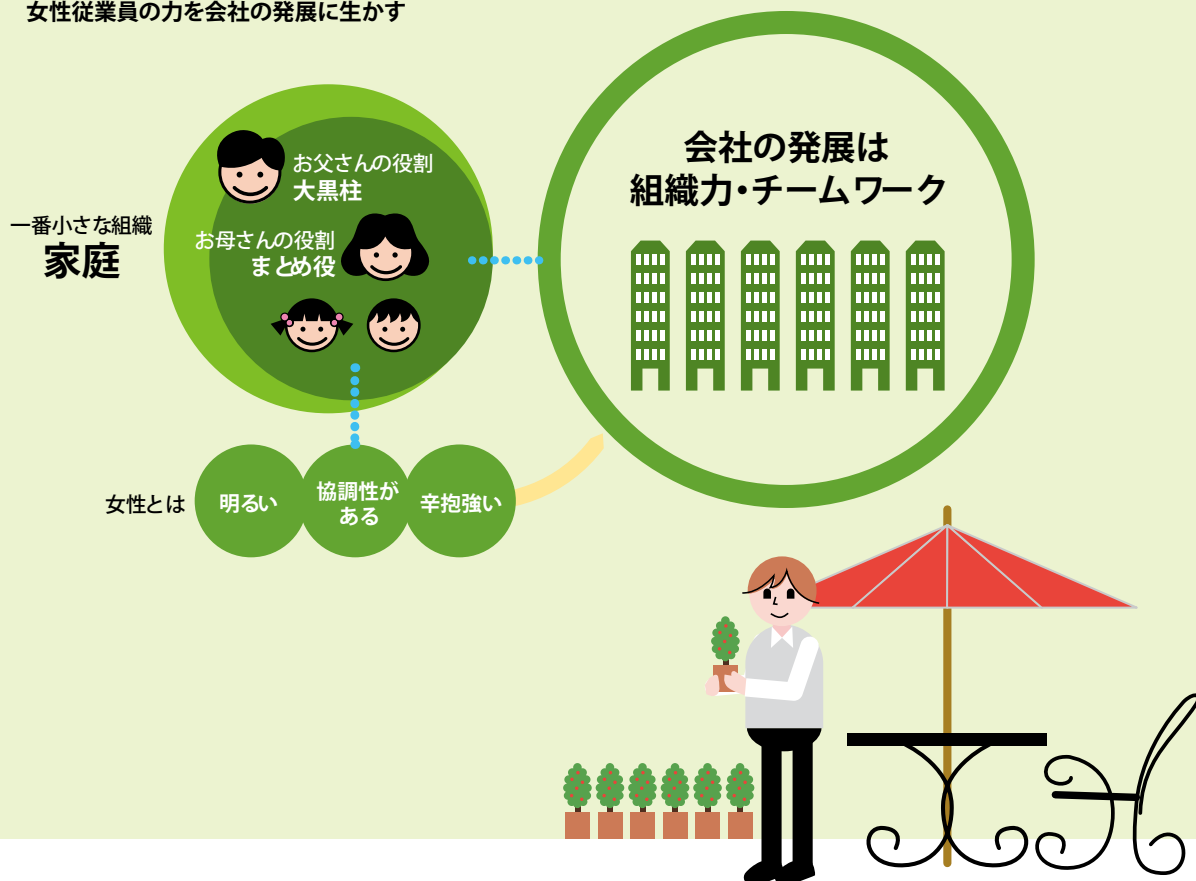 女性従業員の力を会社の発展に生かす
会社の発展は
組織力・チームワーク
お父さんの役割
大黒柱
一番小さな組織
家庭
お母さんの役割
まとめ役
女性とは
明るい
協調性が
ある
辛抱強い